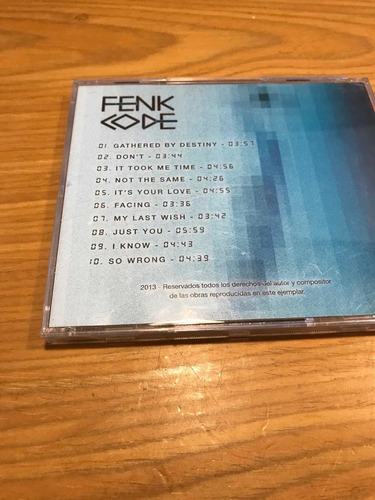 FENK
CODE
01 GATHERED BY DESTINY - 03:57
02. DON'T - 03:44
03. IT TOOK ME TIME - 04:56
04. NOT THE SAME - 04:26
05. IT'S YOUR LOVE - 04:55
06. FACING - 03:36
07. MY LAST WISH - 03:42
08. JUST YOU - 05:59
09. I KNOW - 04:43
10. SO WRONG - 04:39
2013 - Reservados todos los derechos del autor y compositor
de las obras reproducidas en este ejemplar.